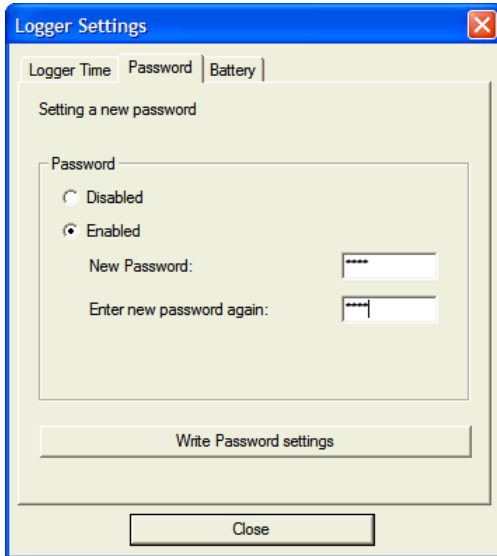 Logger Settings
Logger Time Password Battery
Setting a new password
Password
Disabled
Enabled
New Password: ****
Enter new password again: ****
Write Password settings
Close